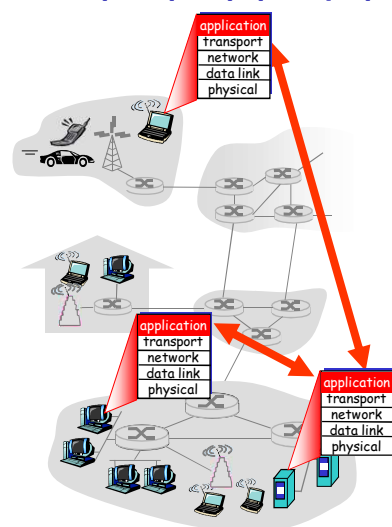 application
transport
network
data link
physical
application
transport
network
data link
physical
application
transport
network
data link
physical